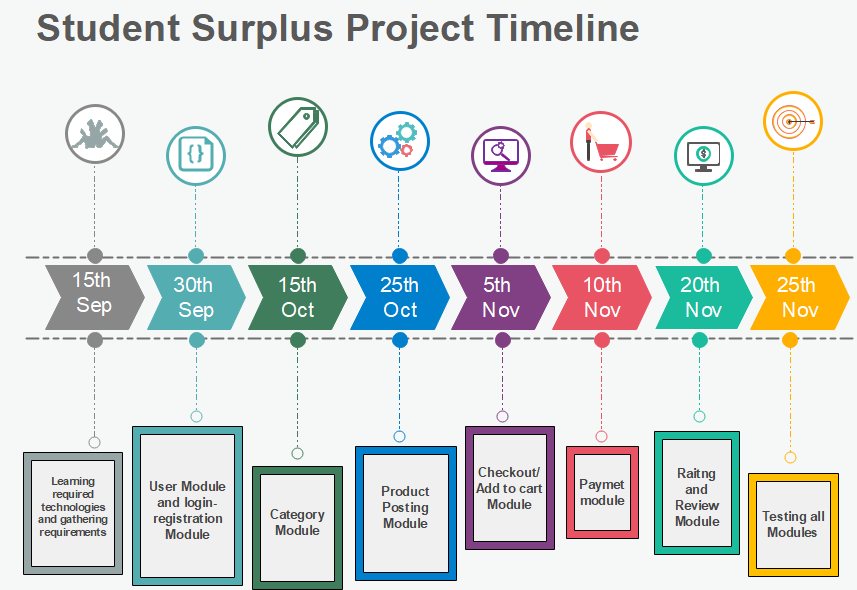 Student Surplus Project Timeline
{ }
$
15th
Sep
30th
Sep
15th
Oct
25th
Oct
5th
Nov
10th
Nov
20th
Nov
25th
Nov
Learning
required
technologies
and gathering
requirements
User Module
and login-
registration
Module
Category
Module
Product
Posting
Module
Checkout/
Add to cart
Module
Paymet
module
Raitng
and
Review
Module
Testing all
Modules